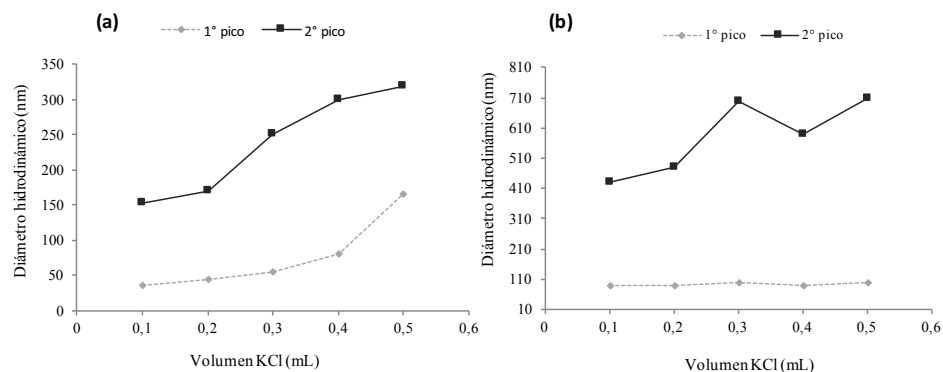 (a)
1° pico 2° pico
Diámetro hidrodinámico (nm)
350
300
250
200
150
100
50
0
0 0,1 0,2 0,3 0,4 0,5 0,6
Volumen KCl (mL)
(b)
1° pico 2° pico
Diámetro hidrodinámico (nm)
810
710
610
510
410
310
210
110
10
0 0,1 0,2 0,3 0,4 0,5 0,6
Volumen KCl (mL)